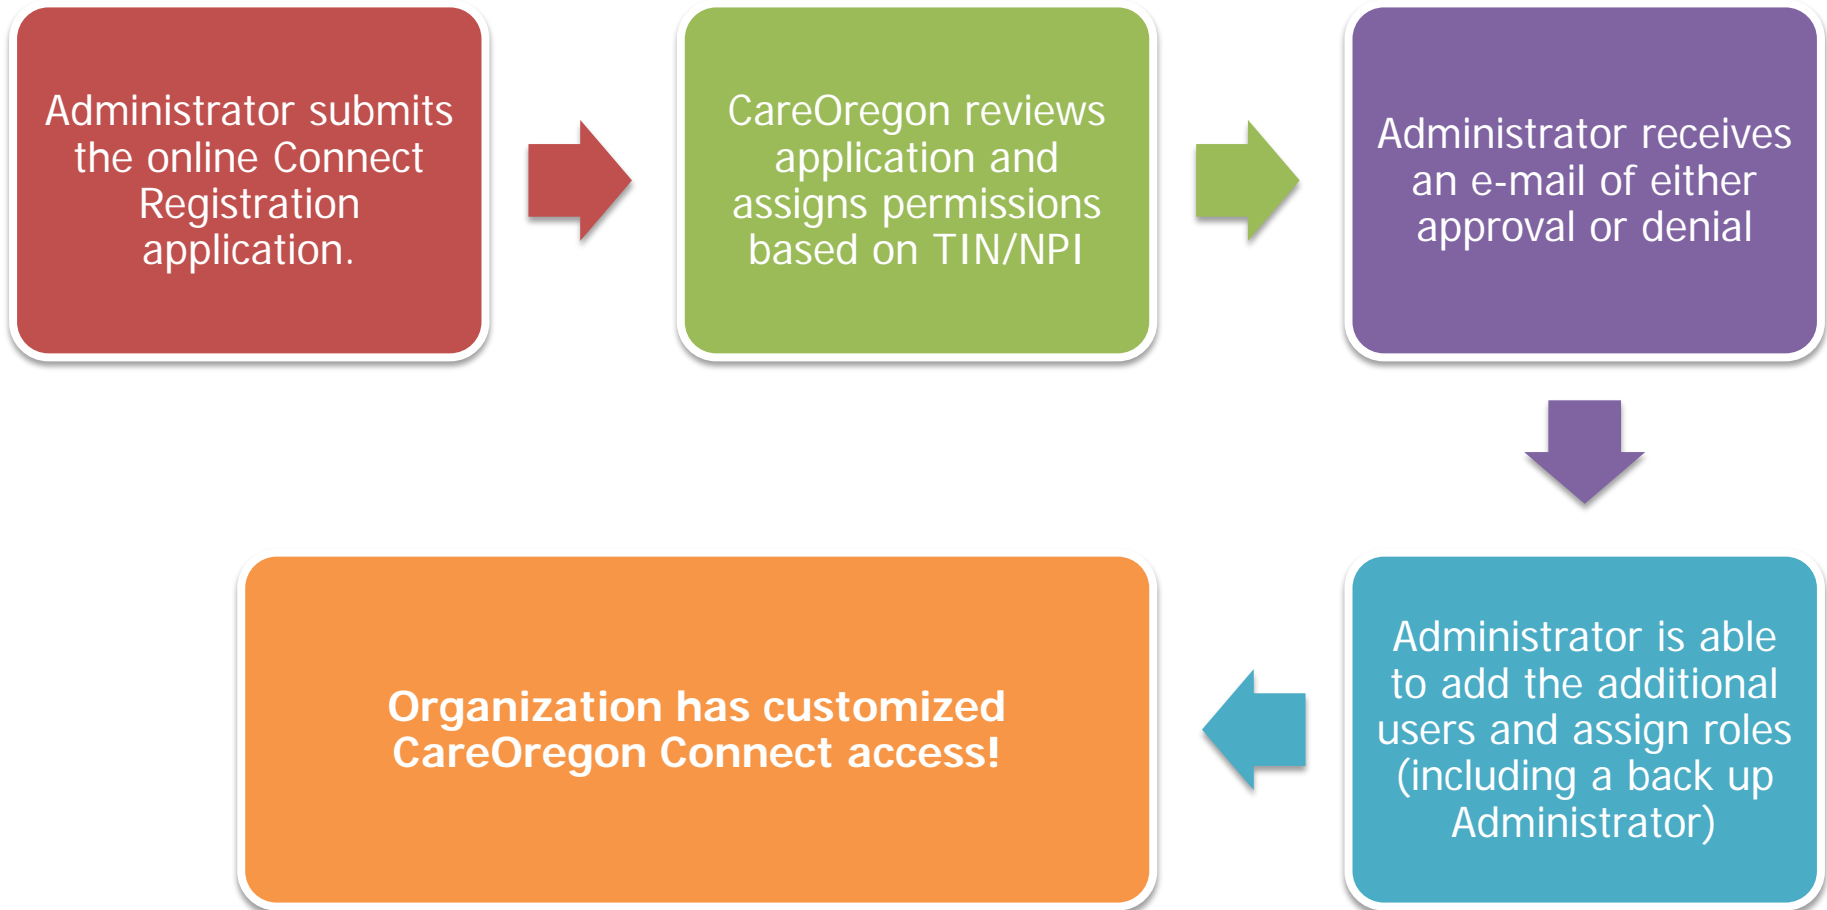 Administrator submits
the online Connect
Registration
application.
CareOregon reviews
application and
assigns permissions
based on TIN/NPI
Administrator receives
an e-mail of either
approval or denial
Administrator is able
to add the additional
users and assign roles
(including a back up
Administrator)
Organization has customized
CareOregon Connect access!